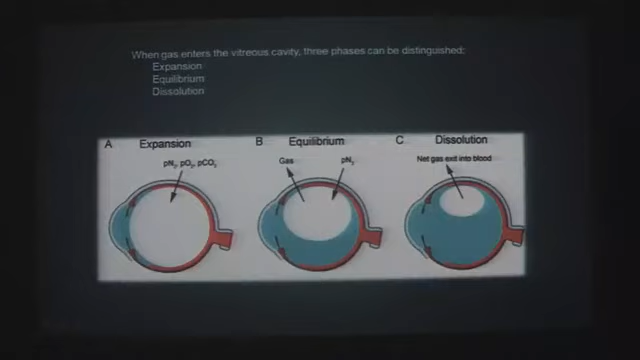 When gas enters the vitreous cavity, three phases can be distinguished:
Expansion
Equilibrium
Dissolution
A Expansion
B Equilibrium
C Dissolution
pN₂, pO₂, pCO₂
Gas
pN₂
Net gas exit into blood